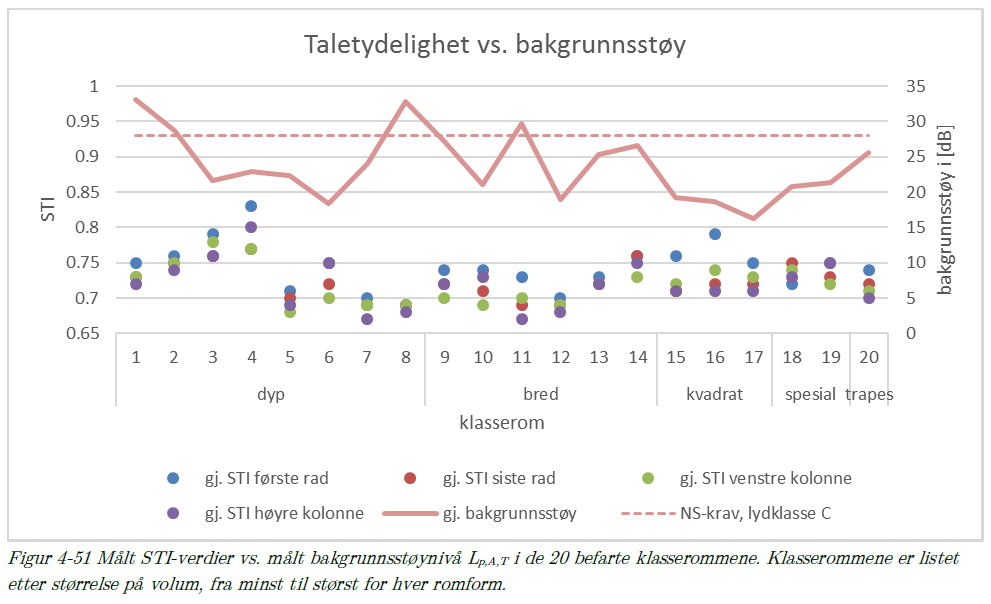 Taletydelighet vs. bakgrunnsstøy
1
0.95
0.9
0.85
0.8
0.75
0.7
0.65
STI
35
30
25
20
15
10
5
0
bakgrunnsstøy i [dB]
1 2 3 4 5 6 7 8 9 10 11 12 13 14 15 16 17 18 19 20
dyp bred kvadrat spesial trapes
klasserom
gj. STI første rad gj. STI siste rad gj. STI venstre kolonne
gj. STI høyre kolonne gj. bakgrunnsstøy NS-krav, lydklasse C
Figur 4-51 Målt STI-verdier vs. målt bakgrunnsstøynivå Lp,A,T i de 20 befarte klasserommene. Klasserommene er listet
etter størrelse på volum, fra minst til størst for hver romform.